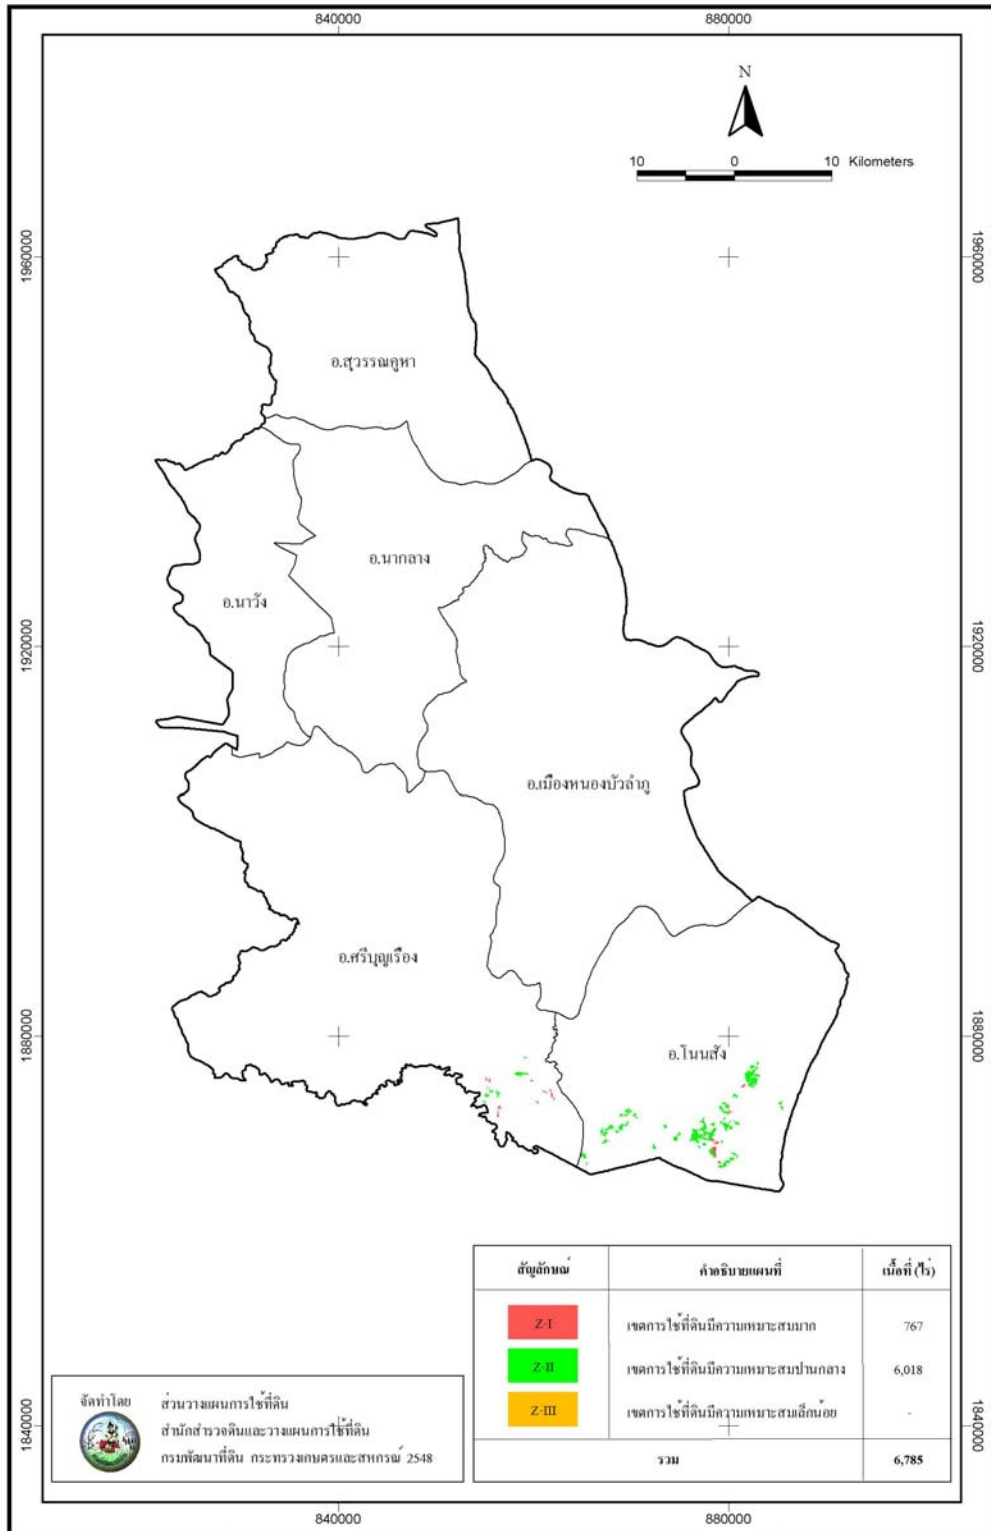 840000 880000
N
10 0 10 Kilometers
1960000 1960000
อ.สุวรรณคูหา
อ.นากลาง
อ.นาวัง
1920000 1920000
อ.เมืองหนองบัวลำภู
อ.ศรีบุญเรือง
1880000 1880000
อ.โนนสัง
สัญลักษณ์ คำอธิบายแผนที่ เนื้อที่ (ไร่)
Z-I เขตการใช้ที่ดินมีความเหมาะสมมาก 767
Z-II เขตการใช้ที่ดินมีความเหมาะสมปานกลาง 6,018
Z-III เขตการใช้ที่ดินมีความเหมาะสมเล็กน้อย -
รวม 6,785
จัดทำโดย ส่วนวางแผนการใช้ที่ดิน
สำนักสำรวจดินและวางแผนการใช้ที่ดิน
กรมพัฒนาที่ดิน กระทรวงเกษตรและสหกรณ์ 2548
1840000 1840000
840000 880000